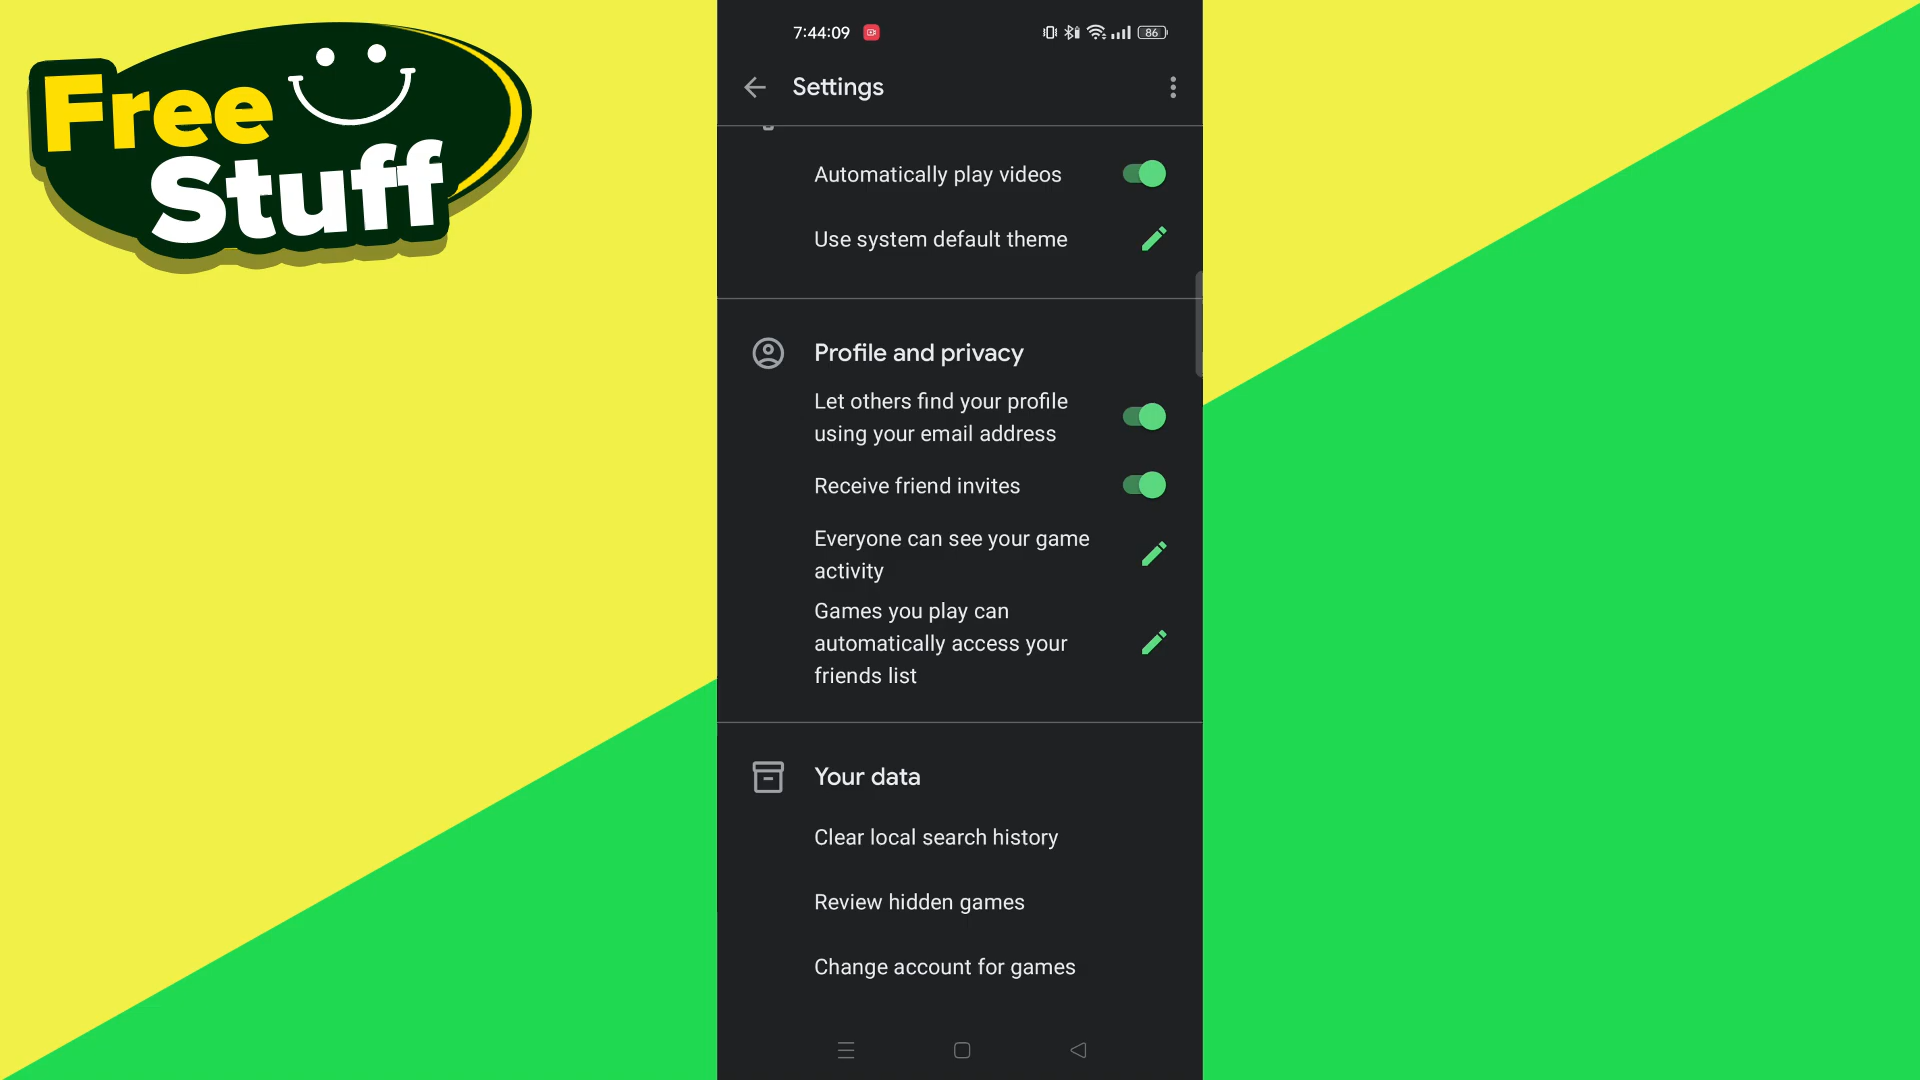 Free
Stuff
7:44:09
86
Settings
Automatically play videos
Use system default theme
Profile and privacy
Let others find your profile
using your email address
Receive friend invites
Everyone can see your game
activity
Games you play can
automatically access your
friends list
Your data
Clear local search history
Review hidden games
Change account for games